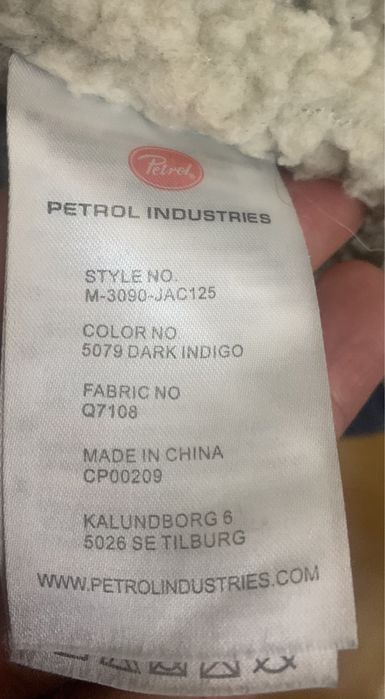 Petrol
PETROL INDUSTRIES
STYLE NO.
M-3090-JAC125
COLOR NO
5079 DARK INDIGO
FABRIC NO
Q7108
MADE IN CHINA
CP00209
KALUNDBORG 6
5026 SE TILBURG
WWW.PETROLINDUSTRIES.COM